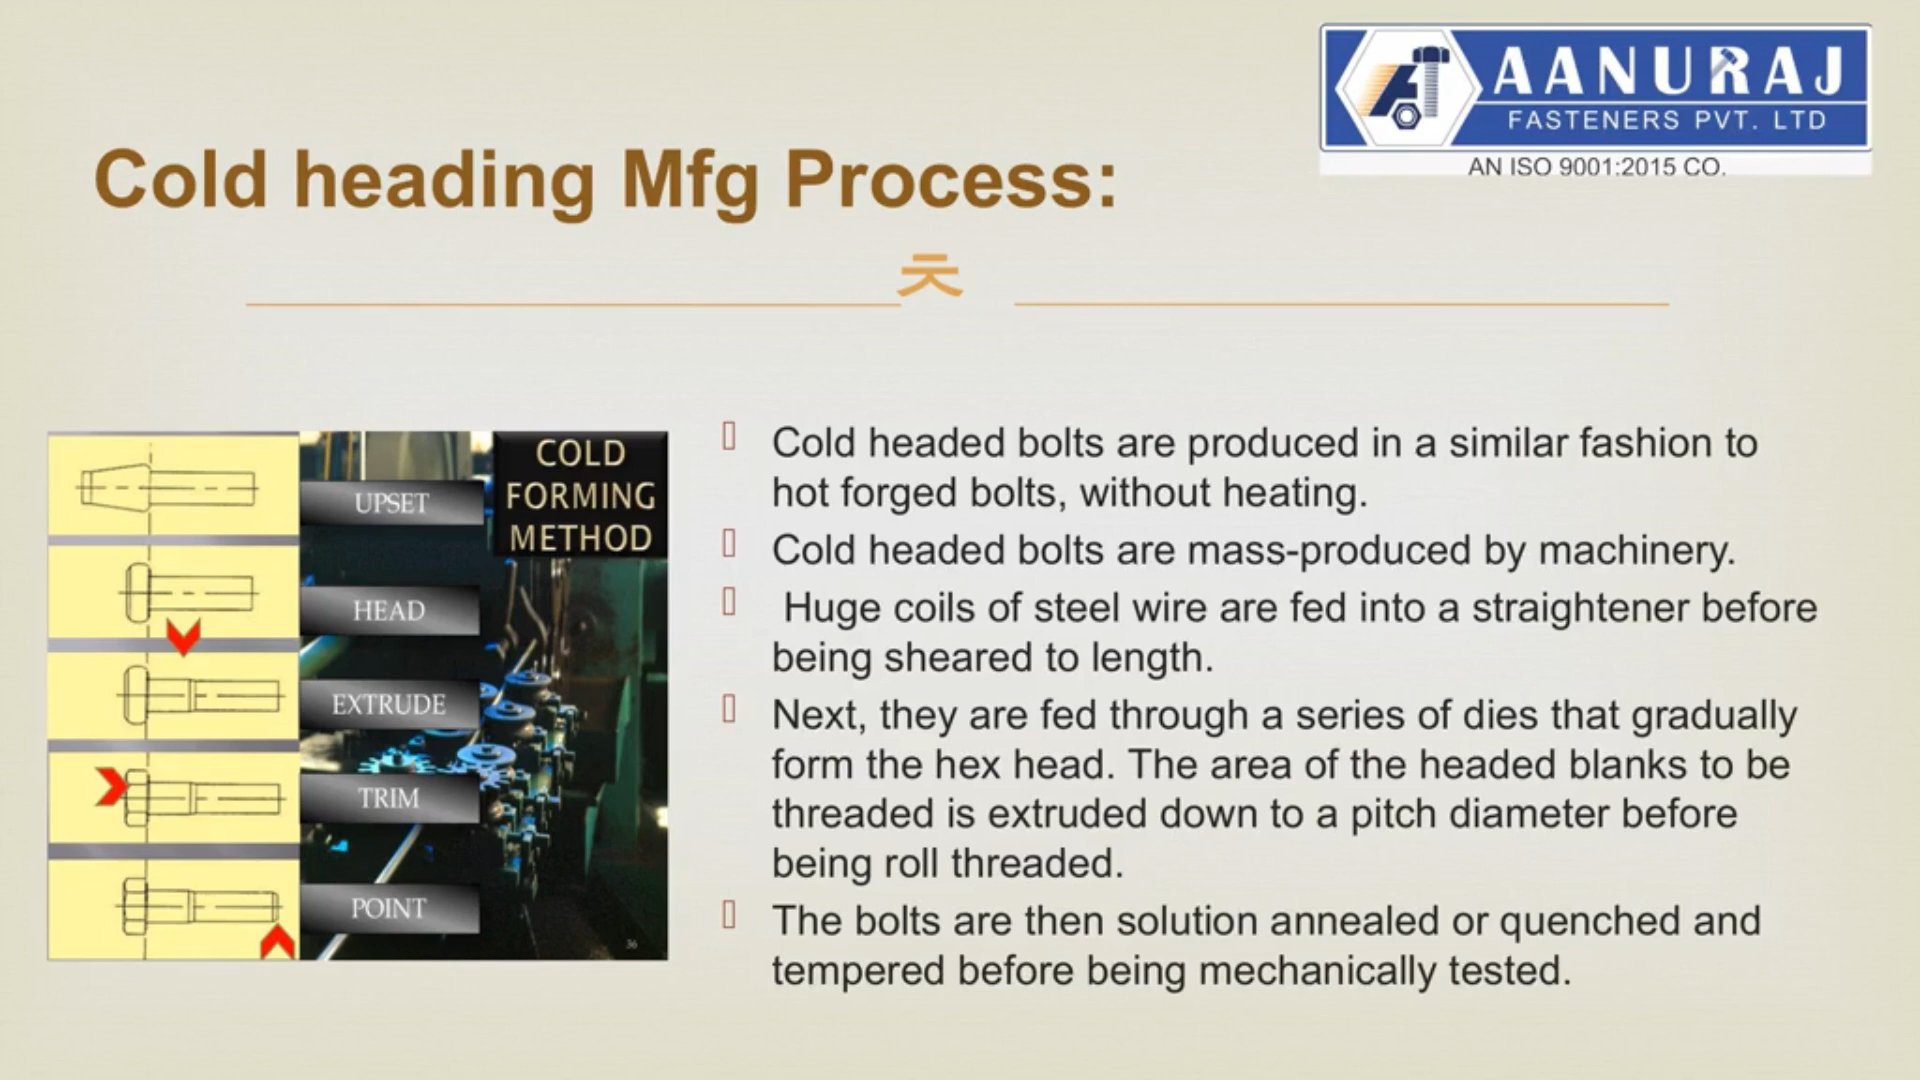 AANURAJ
FASTENERS PVT. LTD
AN ISO 9001:2015 CO.
Cold heading Mfg Process:
ㅊ
COLD
FORMING
METHOD
UPSET
HEAD
EXTRUDE
TRIM
POINT
36
Cold headed bolts are produced in a similar fashion to
hot forged bolts, without heating.
Cold headed bolts are mass-produced by machinery.
Huge coils of steel wire are fed into a straightener before
being sheared to length.
Next, they are fed through a series of dies that gradually
form the hex head. The area of the headed blanks to be
threaded is extruded down to a pitch diameter before
being roll threaded.
The bolts are then solution annealed or quenched and
tempered before being mechanically tested.